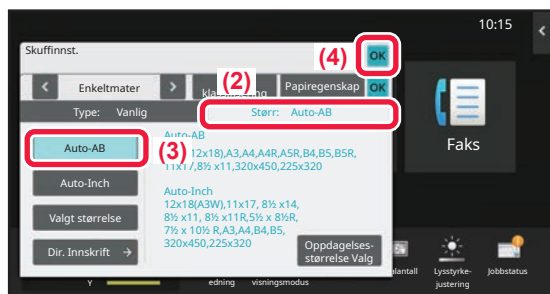 10:15
Skuffinnst.
(4)
OK
Enkeltmater
(2)
Papiregenskap
OK
Type: Vanlig
Størr: Auto-AB
Auto-AB
(3)
Auto-AB
12x18),A3,A4,A4R,A5R,B4,B5,B5R,
11x17,8½ x11,320x450,225x320
Auto-Inch
Auto-Inch
12x18(A3W),11x17, 8½ x14,
8½ x11, 8½ x11R,5½ x 8½R,
7½ x 10½ R,A3,A4,B4,B5,
320x450,225x320
Valgt størrelse
Dir. Innskrift →
Oppdagelses-
størrelse Valg
Faks
Y
edning
visningsmodus
alantall
Lysstyrke-
justering
Jobbstatus